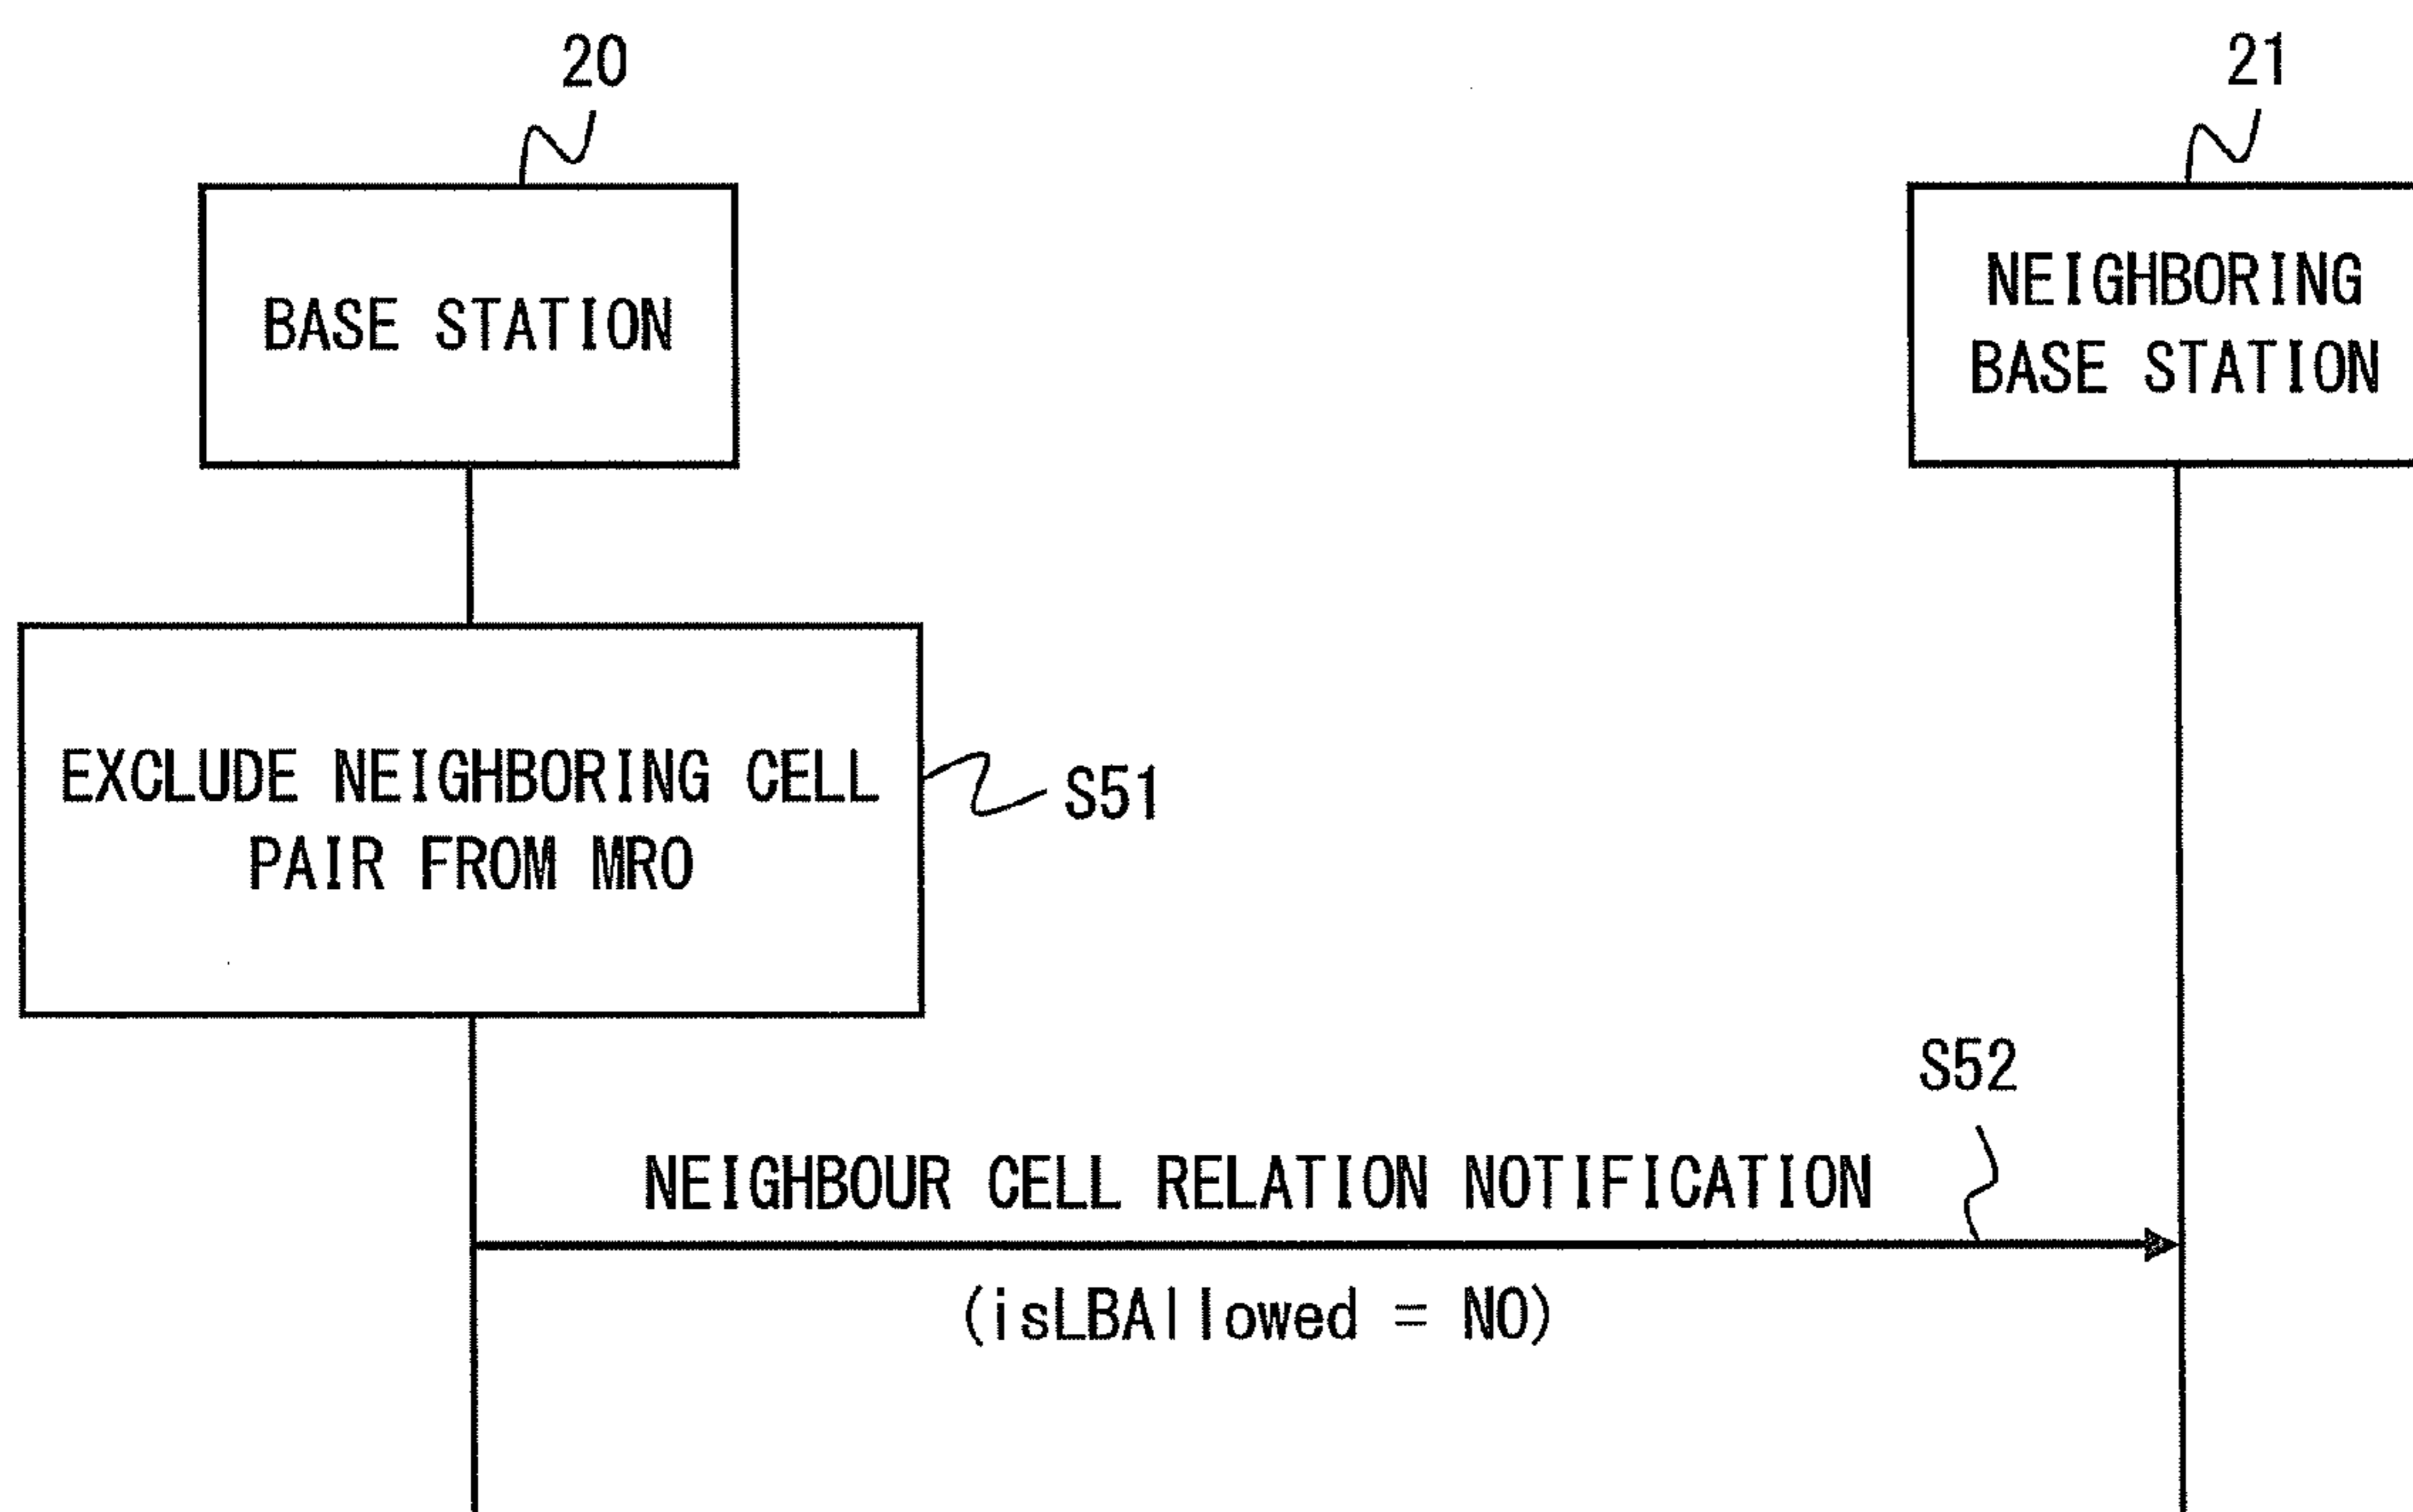 20
21
BASE STATION
NEIGHBORING
BASE STATION
EXCLUDE NEIGHBORING CELL
PAIR FROM MRO
S51
S52
NEIGHBOUR CELL RELATION NOTIFICATION
(isLBAllowed = NO)